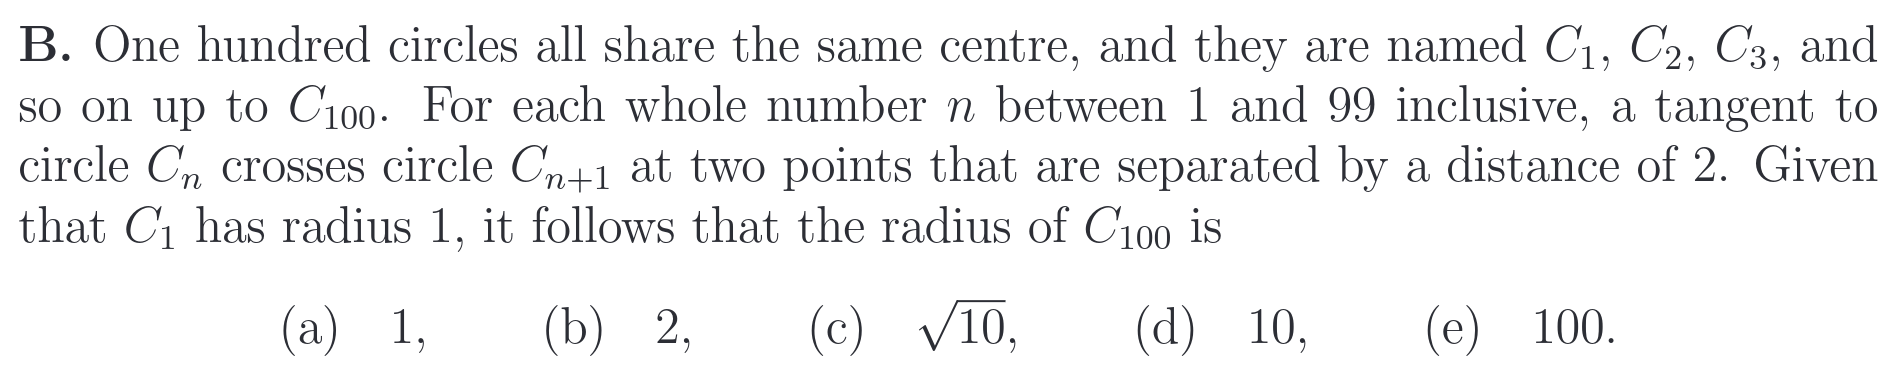 B. One hundred circles all share the same centre, and they are named C₁, C₂, C₃, and
so on up to C₁₀₀. For each whole number n between 1 and 99 inclusive, a tangent to
circle Cₙ crosses circle Cₙ₊₁ at two points that are separated by a distance of 2. Given
that C₁ has radius 1, it follows that the radius of C₁₀₀ is
(a) 1, (b) 2, (c) √10, (d) 10, (e) 100.